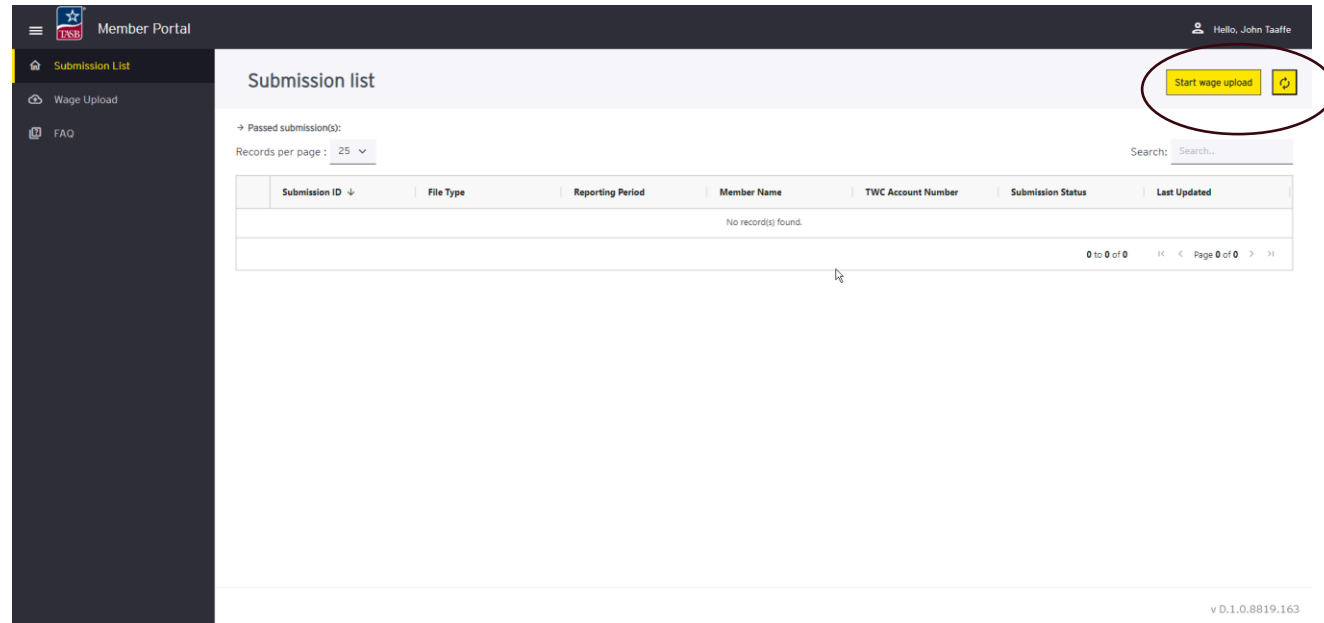 TASB Member Portal
Hello, John Taaffe
Submission List
Wage Upload
FAQ
Submission list
Start wage upload
→ Passed submission(s):
Records per page : 25
Search: Search..
Submission ID ↓ File Type Reporting Period Member Name TWC Account Number Submission Status Last Updated
No record(s) found.
0 to 0 of 0 Page 0 of 0
v D.1.0.8819.163